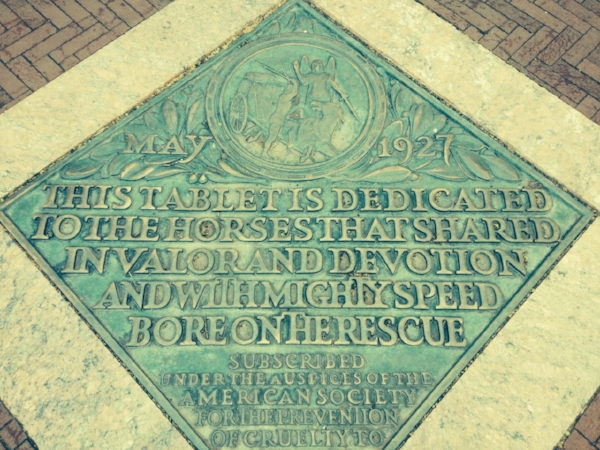 MAY 1927
THIS TABLET IS DEDICATED
TO THE HORSES THAT SHARED
IN VALOR AND DEVOTION
AND WITH MIGHTY SPEED
BORE ON THE RESCUE
SUBSCRIBED
UNDER THE AUSPICES OF THE
AMERICAN SOCIETY
FOR THE PREVENTION
OF CRUELTY TO